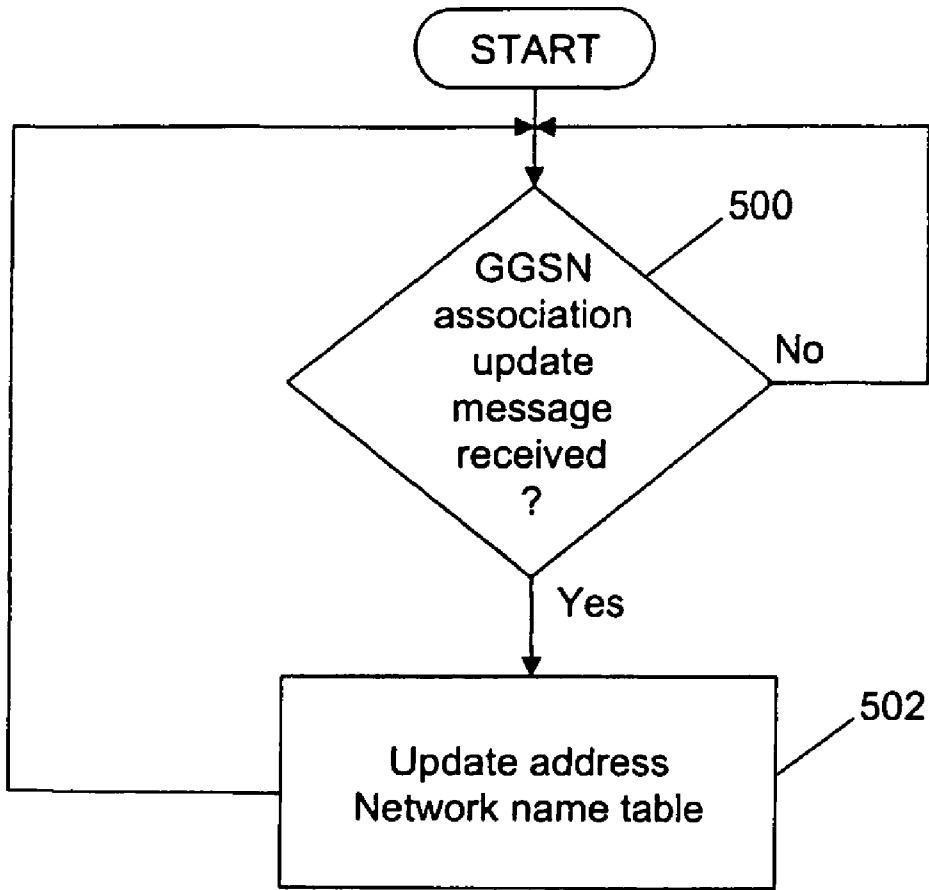 START
500
GGSN
association
update
message
received
?
No
Yes
502
Update address
Network name table